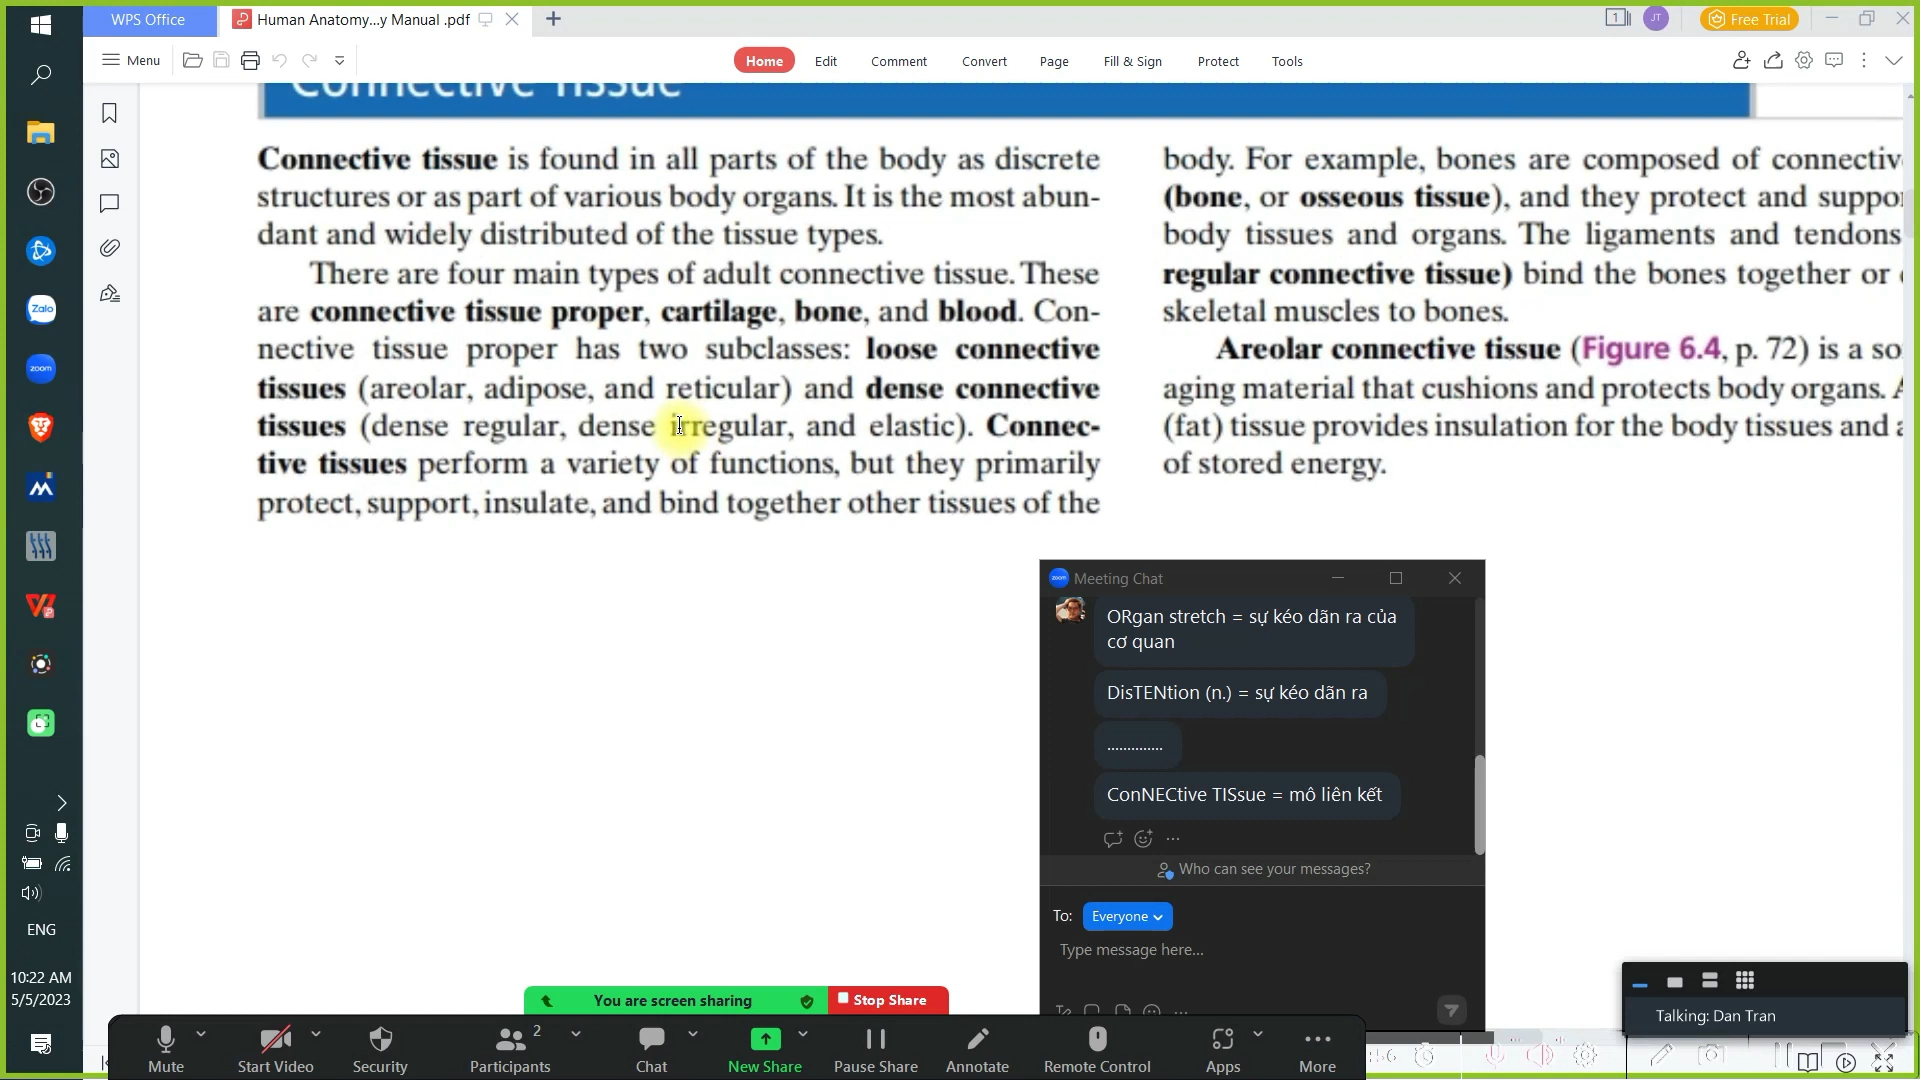 WPS Office
Human Anatomy...y Manual .pdf
1
JT
Free Trial
Menu
Home
Edit
Comment
Convert
Page
Fill & Sign
Protect
Tools
Connective Tissue
Connective tissue is found in all parts of the body as discrete
structures or as part of various body organs. It is the most abun-
dant and widely distributed of the tissue types.
There are four main types of adult connective tissue. These
are connective tissue proper, cartilage, bone, and blood. Con-
nective tissue proper has two subclasses: loose connective
tissues (areolar, adipose, and reticular) and dense connective
tissues (dense regular, dense irregular, and elastic). Connec-
tive tissues perform a variety of functions, but they primarily
protect, support, insulate, and bind together other tissues of the
body. For example, bones are composed of connectiv
(bone, or osseous tissue), and they protect and suppo
body tissues and organs. The ligaments and tendons
regular connective tissue) bind the bones together or
skeletal muscles to bones.
Areolar connective tissue (Figure 6.4, p. 72) is a so
aging material that cushions and protects body organs.
(fat) tissue provides insulation for the body tissues and
of stored energy.
Zalo
zoom
ENG
10:22 AM
5/5/2023
zoom
Meeting Chat
ORgan stretch = sự kéo dãn ra của
cơ quan
DisTENtion (n.) = sự kéo dãn ra
..............
ConNECtive TISsue = mô liên kết
Who can see your messages?
To: Everyone
Type message here...
Talking: Dan Tran
You are screen sharing
Stop Share
Mute
Start Video
Security
Participants
2
Chat
New Share
Pause Share
Annotate
Remote Control
Apps
More